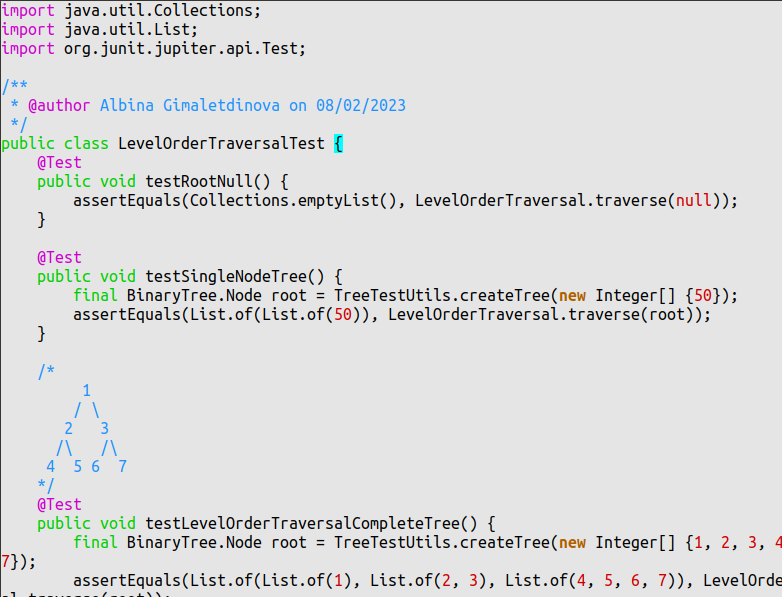 import java.util.Collections;
import java.util.List;
import org.junit.jupiter.api.Test;
/**
 * @author Albina Gimaletdinova on 08/02/2023
 */
public class LevelOrderTraversalTest {
    @Test
    public void testRootNull() {
        assertEquals(Collections.emptyList(), LevelOrderTraversal.traverse(null));
    }

    @Test
    public void testSingleNodeTree() {
        final BinaryTree.Node root = TreeTestUtils.createTree(new Integer[] {50});
        assertEquals(List.of(List.of(50)), LevelOrderTraversal.traverse(root));
    }

    /*
         1
        / \
       2   3
      /\   /\
     4  5 6  7
    */
    @Test
    public void testLevelOrderTraversalCompleteTree() {
        final BinaryTree.Node root = TreeTestUtils.createTree(new Integer[] {1, 2, 3, 4
7});
        assertEquals(List.of(List.of(1), List.of(2, 3), List.of(4, 5, 6, 7)), LevelOrde
al.traverse(root));